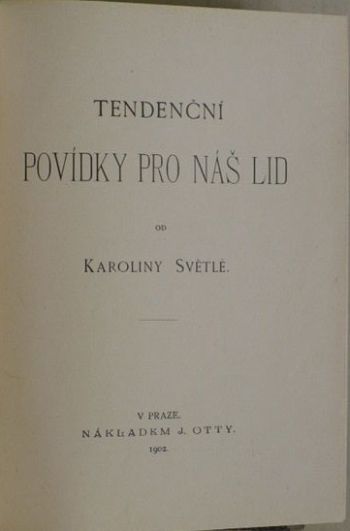 TENDENČNÍ
POVÍDKY PRO NÁŠ LID
OD
KAROLINY SVĚTLÉ.
V PRAZE.
NÁKLADEM J. OTTY.
1902.